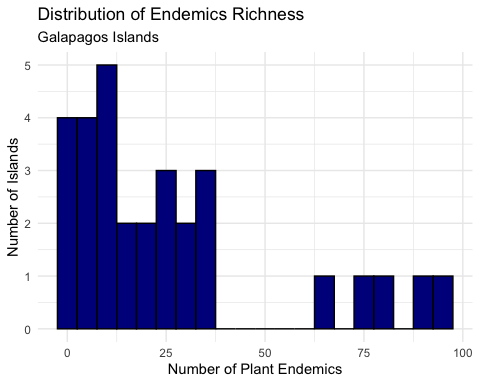 Distribution of Endemics Richness
Galapagos Islands
5
4
3
2
1
0
Number of Islands
0 25 50 75 100
Number of Plant Endemics